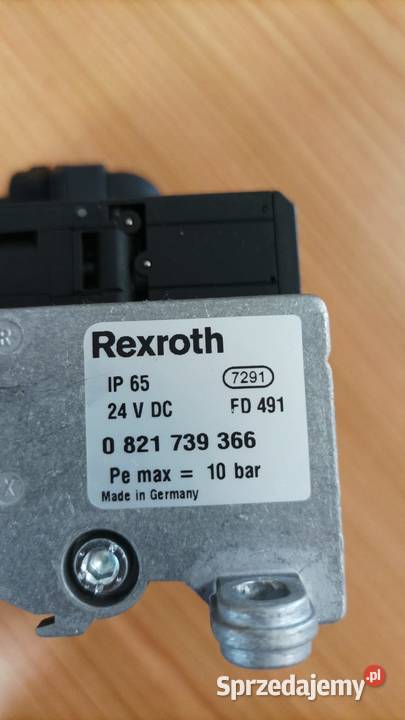 Rexroth
IP 65 7291
24 V DC FD 491
0 821 739 366
Pe max = 10 bar
Made in Germany
R
X
Sprzedajemy.pl